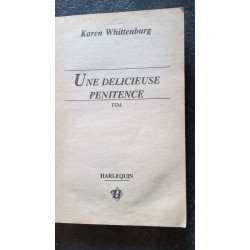 Karen Whittenburg
UNE DELICIEUSE
PENITENCE
HARLEQUIN